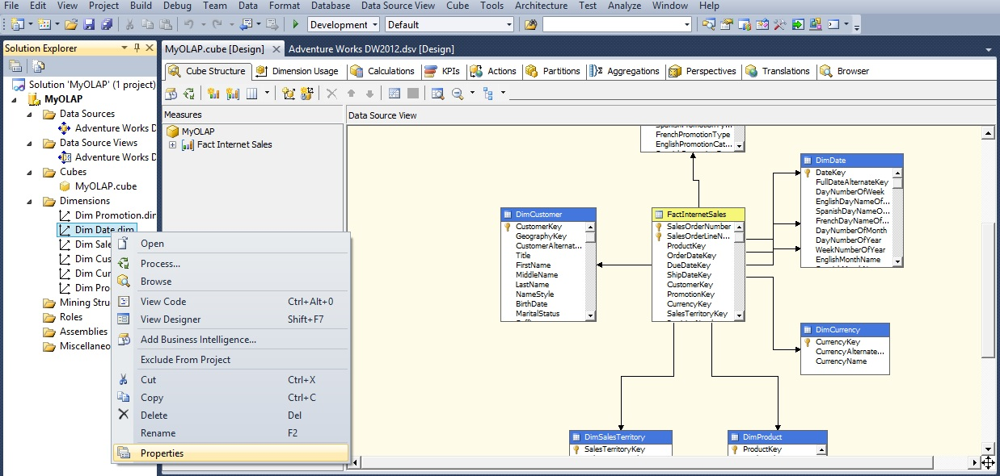 File Edit View Project Build Debug Team Data Format Database Data Source View Cube Tools Architecture Test Analyze Window Help
Development Default
Solution Explorer
MyOLAP.cube [Design] Adventure Works DW2012.dsv [Design]
Cube Structure Dimension Usage Calculations KPIs Actions Partitions Aggregations Perspectives Translations Browser
Solution 'MyOLAP' (1 project)
MyOLAP
Data Sources
Adventure Works D
Data Source Views
Adventure Works D
Cubes
MyOLAP.cube
Dimensions
Dim Promotion.dim
Dim Date.dim
Dim Sale
Dim Cus
Dim Cur
Dim Pro
Mining Stru
Roles
Assemblies
Miscellaneo
Open
Process...
Browse
View Code Ctrl+Alt+0
View Designer Shift+F7
Add Business Intelligence...
Exclude From Project
Cut Ctrl+X
Copy Ctrl+C
Delete Del
Rename F2
Properties
Measures
MyOLAP
Fact Internet Sales
Data Source View
FrenchPromotionType
EnglishPromotionCat...
DimCustomer
CustomerKey
GeographyKey
CustomerAlternat...
Title
FirstName
MiddleName
LastName
NameStyle
BirthDate
MaritalStatus
FactInternetSales
SalesOrderNumber
SalesOrderLineN...
ProductKey
OrderDateKey
DueDateKey
ShipDateKey
CustomerKey
PromotionKey
CurrencyKey
SalesTerritoryKey
DimDate
DateKey
FullDateAlternateKey
DayNumberOfWeek
EnglishDayNameOf...
SpanishDayNameO...
FrenchDayNameOf...
DayNumberOfMonth
DayNumberOfYear
WeekNumberOfYear
EnglishMonthName
DimCurrency
CurrencyKey
CurrencyAlternate...
CurrencyName
DimSalesTerritory
SalesTerritoryKey
DimProduct
ProductKey